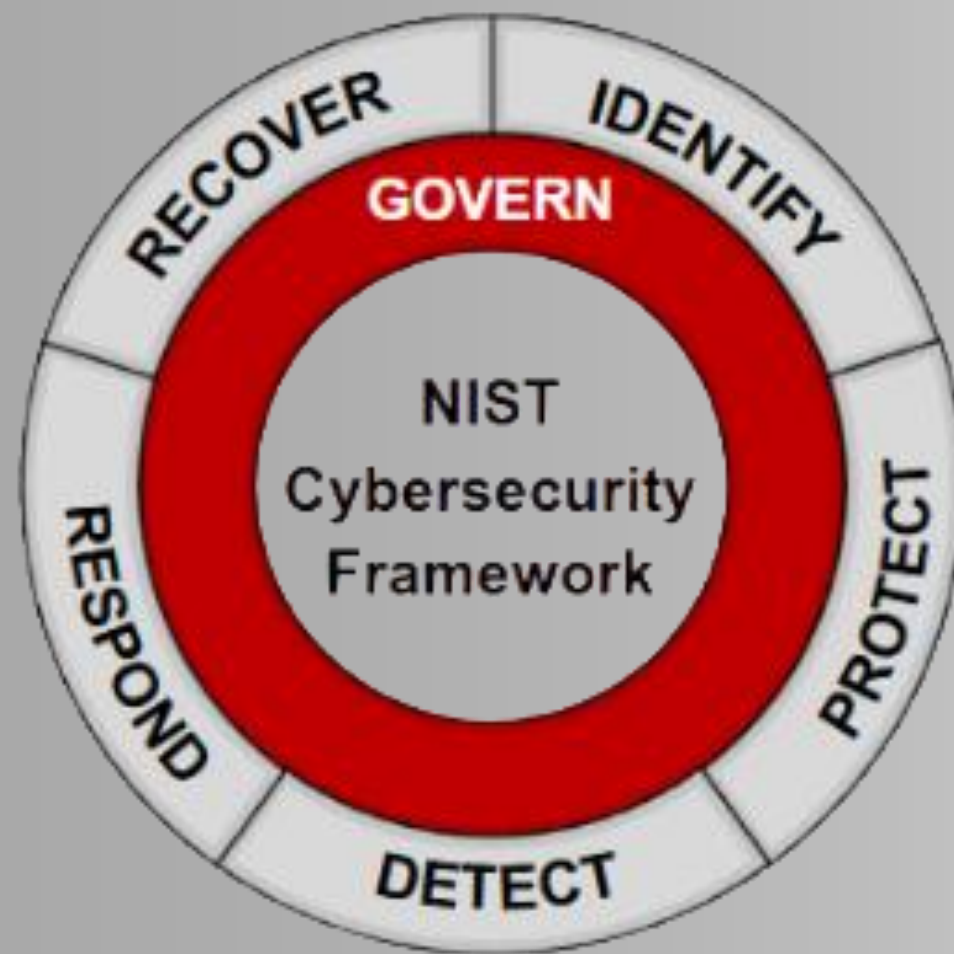 RECOVER
IDENTIFY
GOVERN
NIST
Cybersecurity
Framework
PROTECT
RESPOND
DETECT